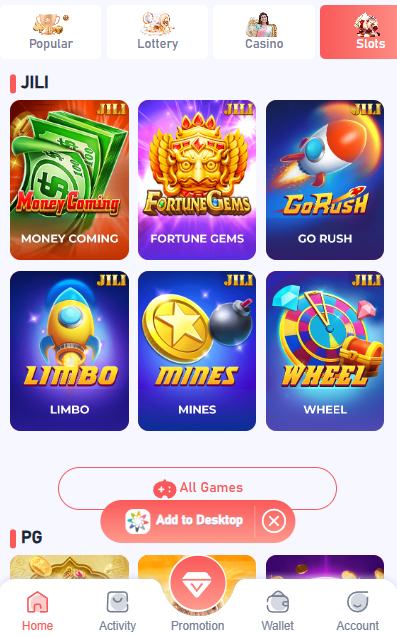 Popular
Lottery
Casino
Slots
JILI
JILI
Money Coming
MONEY COMING
JILI
FORTUNE GEMS
FORTUNE GEMS
JILI
GORUSH
GO RUSH
JILI
LIMBO
LIMBO
JILI
MINES
MINES
JILI
WHEEL
WHEEL
All Games
Add to Desktop
PG
Home
Activity
Promotion
Wallet
Account